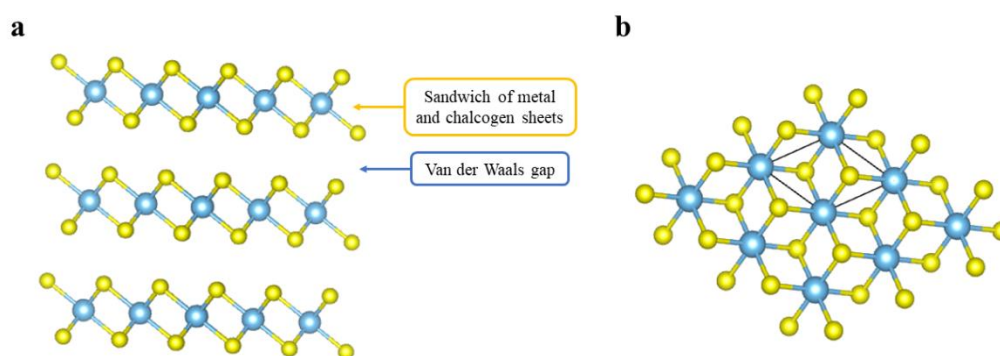 a
b
Sandwich of metal
and chalcogen sheets
Van der Waals gap